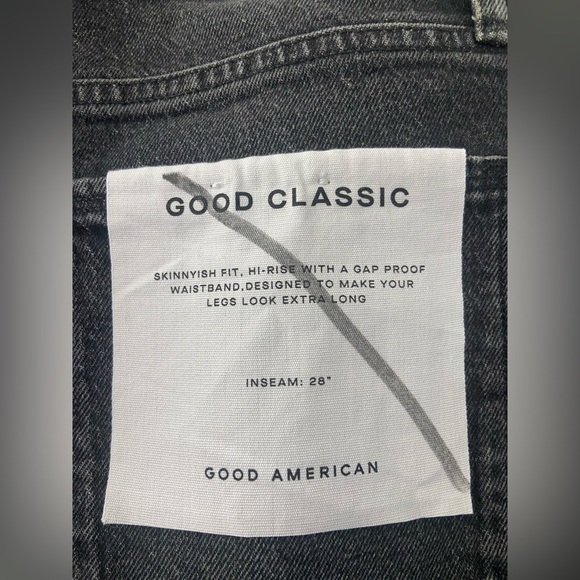 GOOD CLASSIC
SKINNYISH FIT, HI-RISE WITH A GAP PROOF
WAISTBAND,DESIGNED TO MAKE YOUR
LEGS LOOK EXTRA LONG
INSEAM: 28"
GOOD AMERICAN